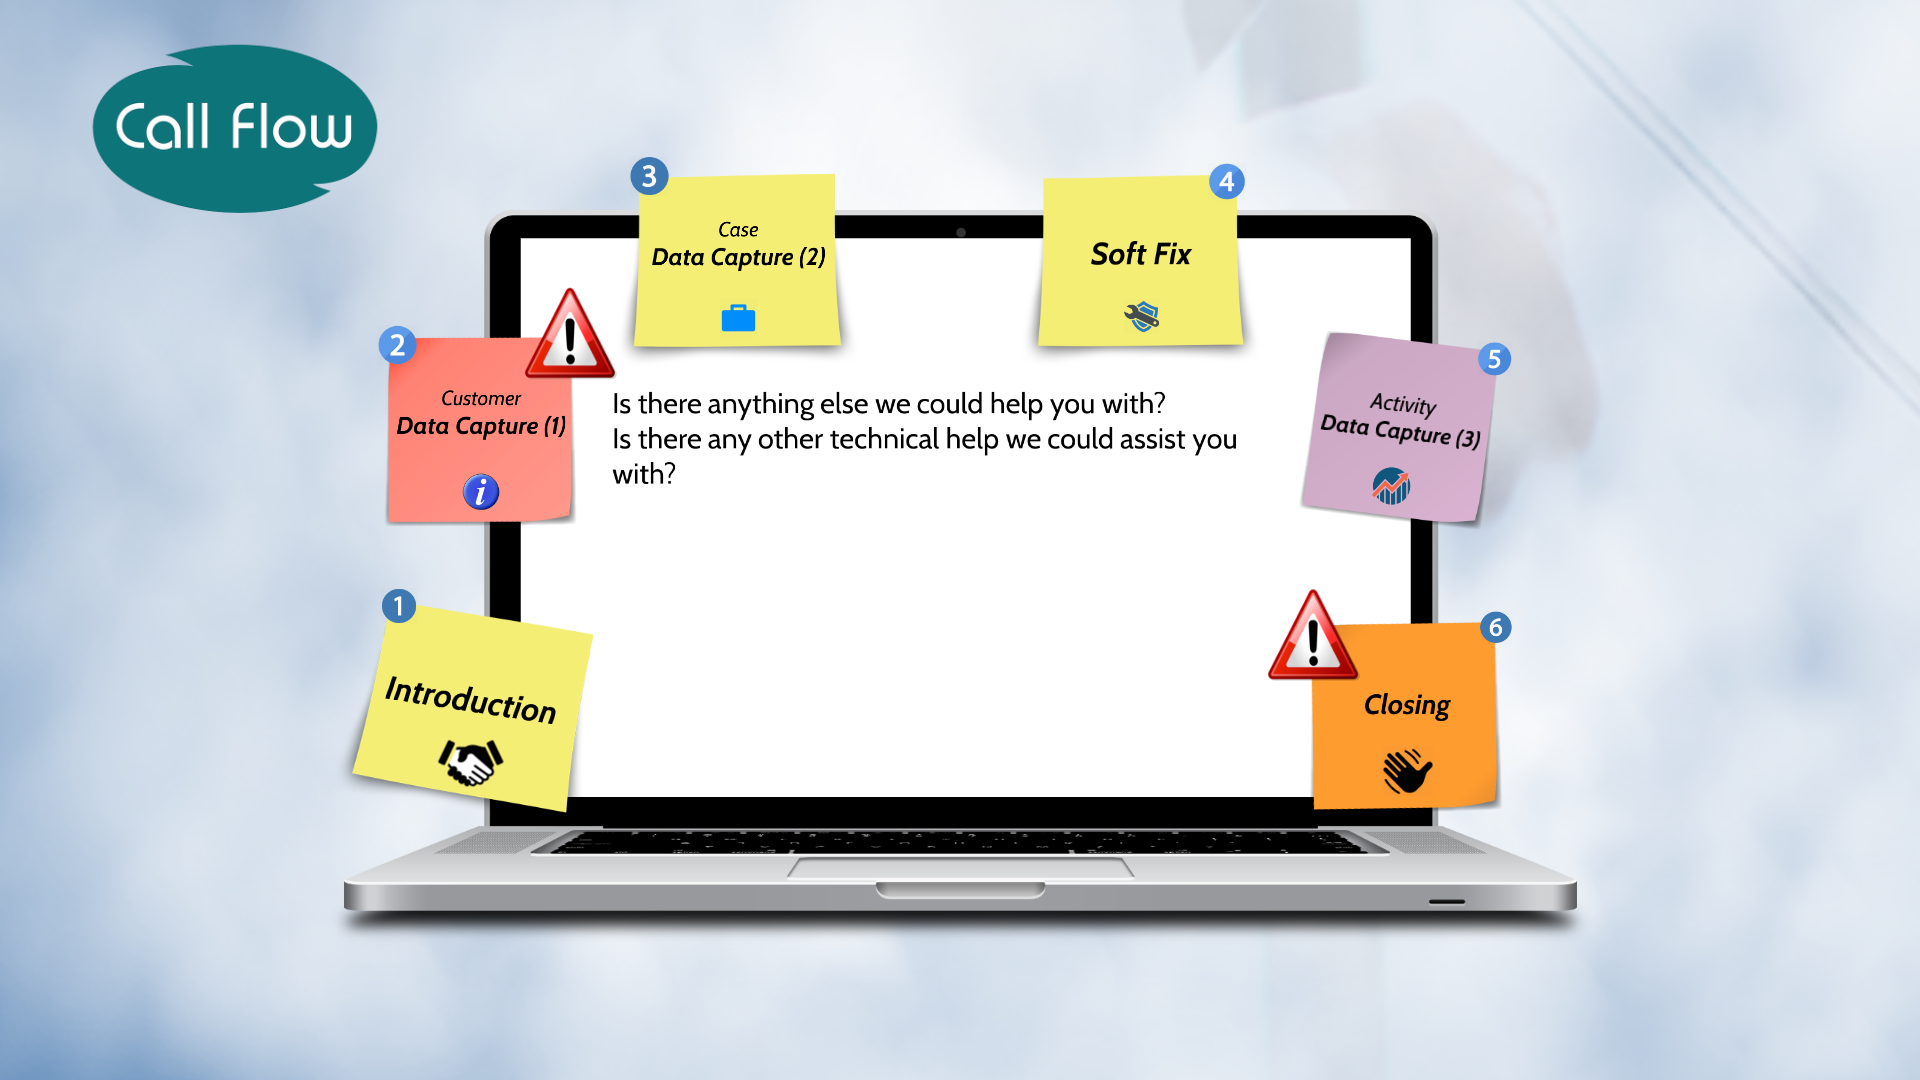 Call Flow
3
Case
Data Capture (2)
4
Soft Fix
2
Customer
Data Capture (1)
i
5
Activity
Data Capture (3)
Is there anything else we could help you with?
Is there any other technical help we could assist you
with?
1
Introduction
6
Closing